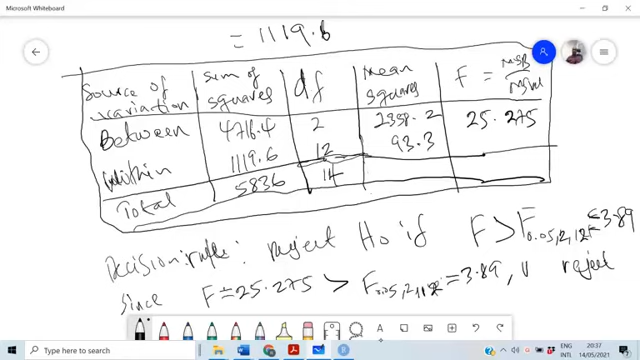 Microsoft Whiteboard
= 1119.6
Source of variation | sum of squares | df | mean squares | F = MSB/MSW
Between | 4716.4 | 2 | 2358.2 | 25.275
Within | 1119.6 | 12 | 93.3
Total | 5836 | 14
Decision rule: reject Ho if F > F0.05,2,12 = 3.89
since F = 25.275 > F0.05,2,12 = 3.89, reject
Type here to search
ENG
INTL
20:37
14/05/2021